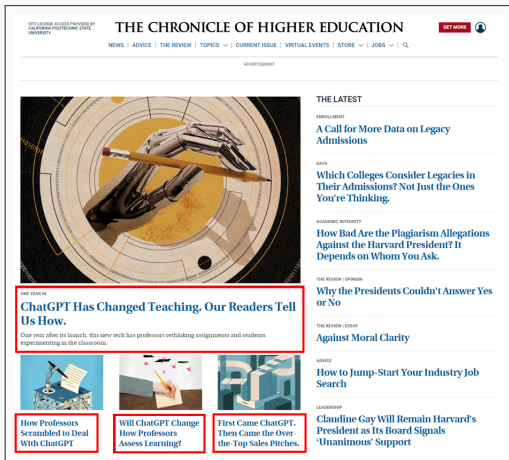 SITE LICENSE ACCESS PROVIDED BY
CALIFORNIA POLYTECHNIC STATE
UNIVERSITY
THE CHRONICLE OF HIGHER EDUCATION
GET MORE
NEWS | ADVICE | THE REVIEW | TOPICS | CURRENT ISSUE | VIRTUAL EVENTS | STORE | JOBS
ADVERTISEMENT
ONE YEAR IN
ChatGPT Has Changed Teaching. Our Readers Tell
Us How.
One year after its launch, this new tech has professors rethinking assignments and students
experimenting in the classroom.
How Professors
Scrambled to Deal
With ChatGPT
Will ChatGPT Change
How Professors
Assess Learning?
First Came ChatGPT.
Then Came the Over-
the-Top Sales Pitches.
THE LATEST
ENROLLMENT
A Call for More Data on Legacy
Admissions
DATA
Which Colleges Consider Legacies in
Their Admissions? Not Just the Ones
You're Thinking.
ACADEMIC INTEGRITY
How Bad Are the Plagiarism Allegations
Against the Harvard President? It
Depends on Whom You Ask.
THE REVIEW | OPINION
Why the Presidents Couldn't Answer Yes
or No
THE REVIEW | ESSAY
Against Moral Clarity
ADVICE
How to Jump-Start Your Industry Job
Search
LEADERSHIP
Claudine Gay Will Remain Harvard's
President as Its Board Signals
'Unanimous' Support